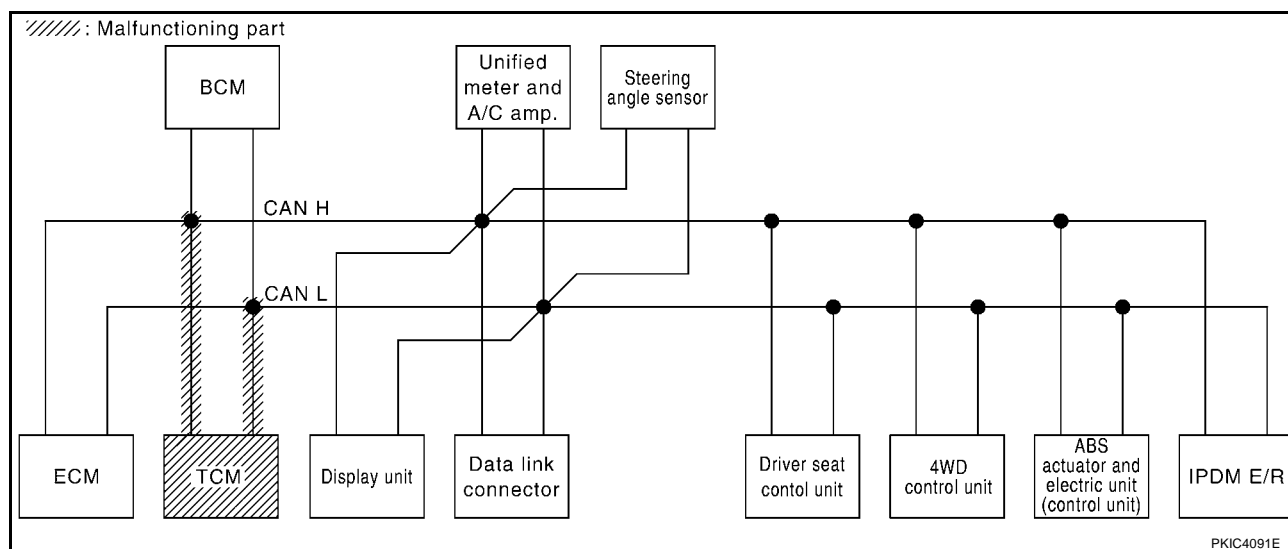 : Malfunctioning part
BCM
Unified
meter and
A/C amp.
Steering
angle sensor
CAN H
CAN L
ECM
TCM
Display unit
Data link
connector
Driver seat
contol unit
4WD
control unit
ABS
actuator and
electric unit
(control unit)
IPDM E/R
PKIC4091E